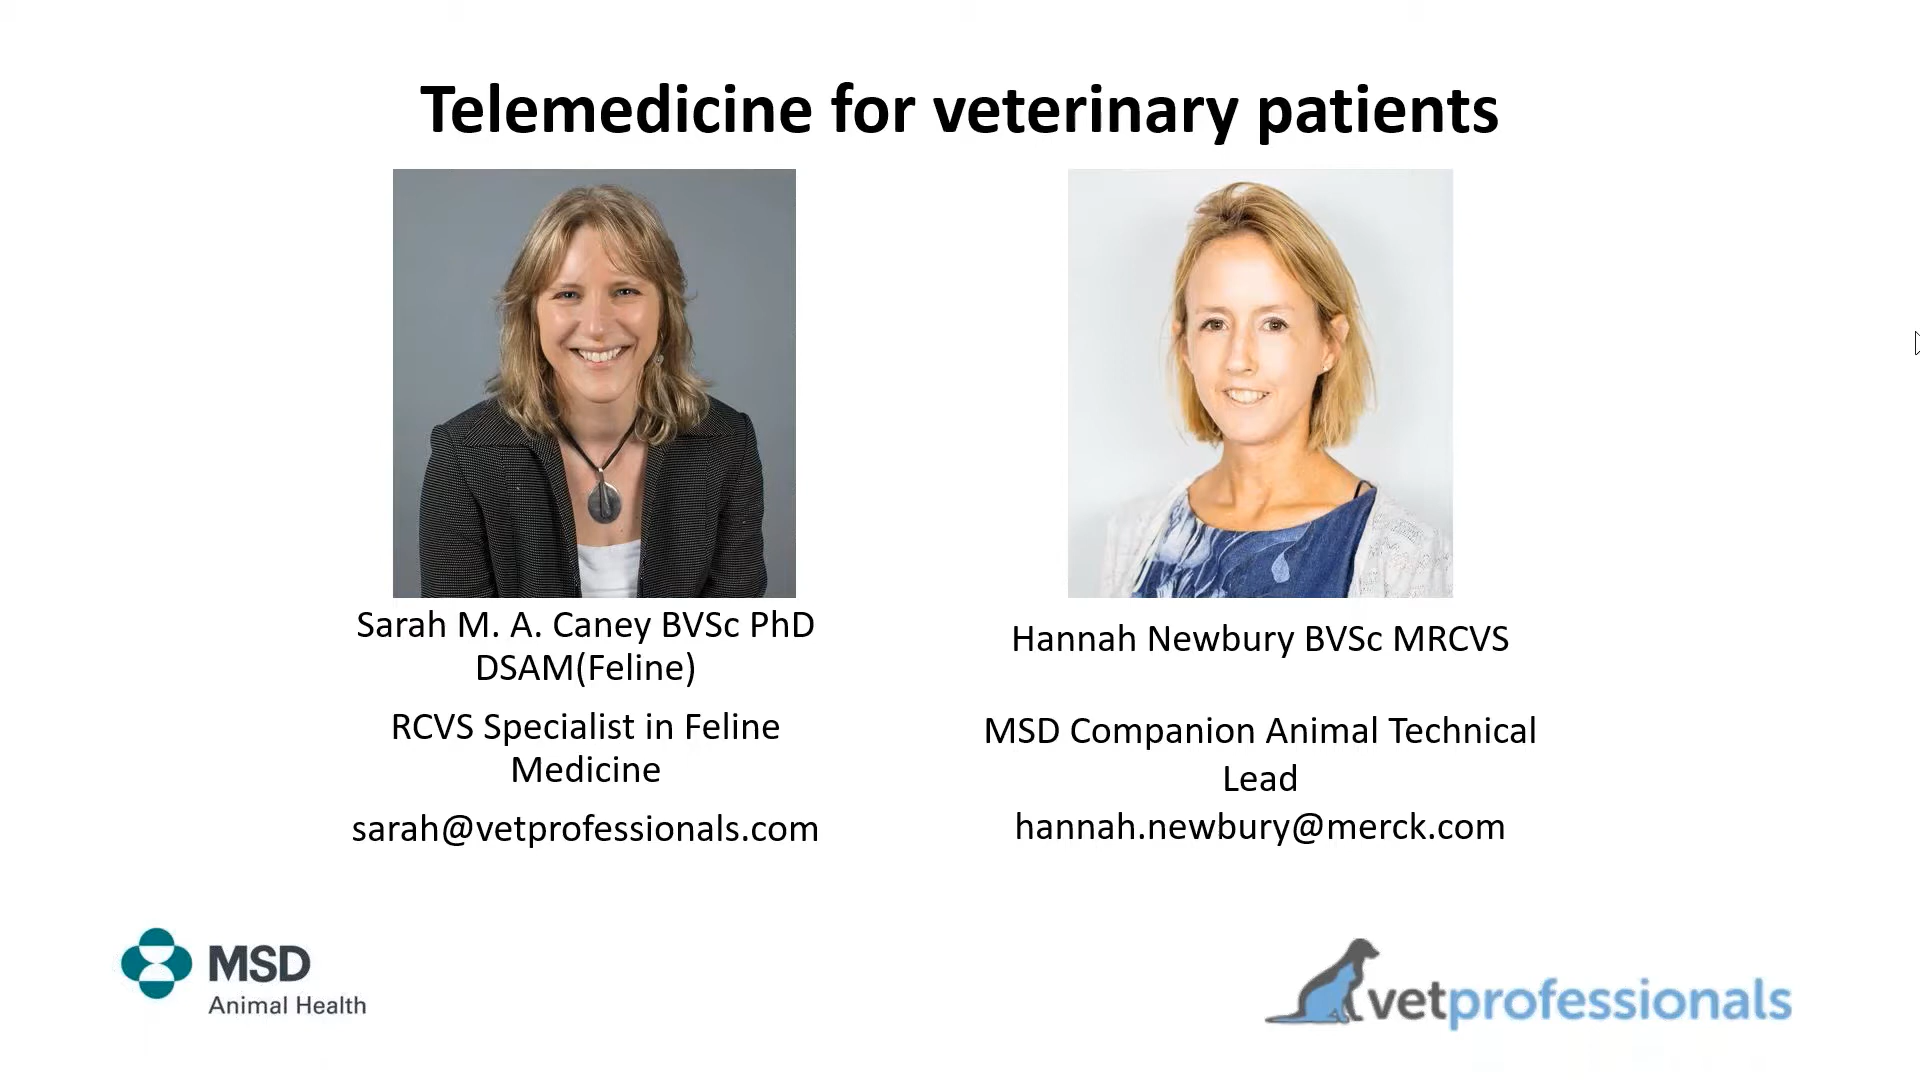 Telemedicine for veterinary patients
Sarah M. A. Caney BVSc PhD
DSAM(Feline)
RCVS Specialist in Feline
Medicine
sarah@vetprofessionals.com
Hannah Newbury BVSc MRCVS
MSD Companion Animal Technical
Lead
hannah.newbury@merck.com
MSD
Animal Health
vetprofessionals